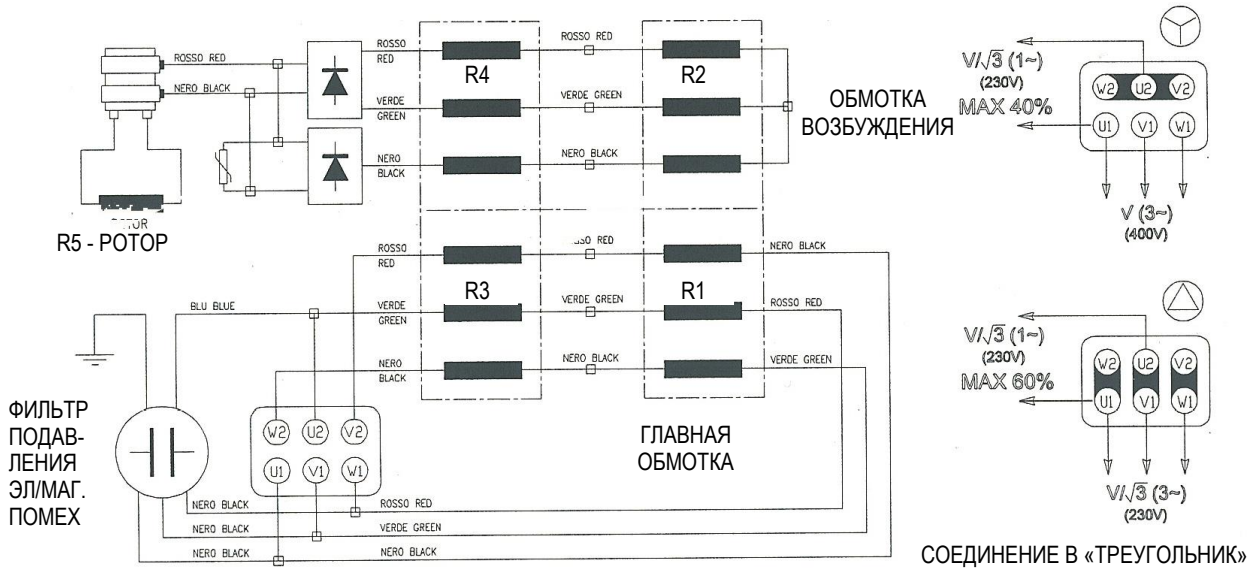 ROSSO RED
NERO BLACK
ROSSO
RED
VERDE
GREEN
NERO
BLACK
R4
ROSSO RED
VERDE GREEN
NERO BLACK
R2
ОБМОТКА
ВОЗБУЖДЕНИЯ
R5 - РОТОР
V/√3 (1~)
(230V)
MAX 40%
W2 U2 V2
U1 V1 W1
V (3~)
(400V)
ROSSO
RED
BLU BLUE
VERDE
GREEN
NERO
BLACK
R3
RED
VERDE GREEN
NERO BLACK
R1
NERO BLACK
ROSSO RED
VERDE GREEN
V/√3 (1~)
(230V)
MAX 60%
W2 U2 V2
U1 V1 W1
V/√3 (3~)
(230V)
ФИЛЬТР
ПОДАВ-
ЛЕНИЯ
ЭЛ/МАГ.
ПОМЕХ
W2 U2 V2
U1 V1 W1
ГЛАВНАЯ
ОБМОТКА
NERO BLACK
ROSSO RED
NERO BLACK
VERDE GREEN
NERO BLACK
NERO BLACK
СОЕДИНЕНИЕ В «ТРЕУГОЛЬНИК»